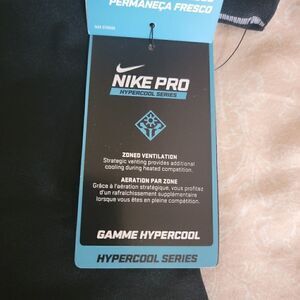 PERMANEÇA FRESCO
NIKE PRO
HYPERCOOL SERIES
ZONED VENTILATION
Strategic venting provides additional
cooling during heated competition.
AERATION PAR ZONE
Grâce à l'aération stratégique, vous profitez
d'un rafraîchissement supplémentaire
lorsque vous êtes en pleine compétition.
GAMME HYPERCOOL
HYPERCOOL SERIES